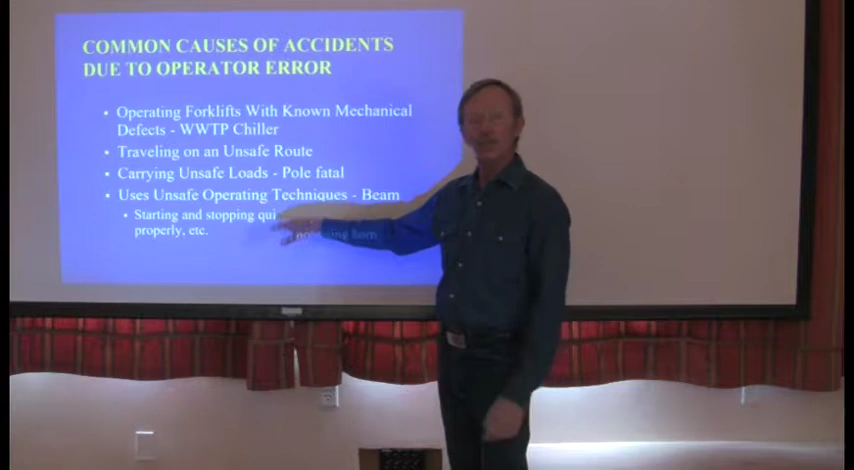 COMMON CAUSES OF ACCIDENTS
DUE TO OPERATOR ERROR
• Operating Forklifts With Known Mechanical
Defects - WWTP Chiller
• Traveling on an Unsafe Route
• Carrying Unsafe Loads - Pole fatal
• Uses Unsafe Operating Techniques - Beam
• Starting and stopping
properly, etc.